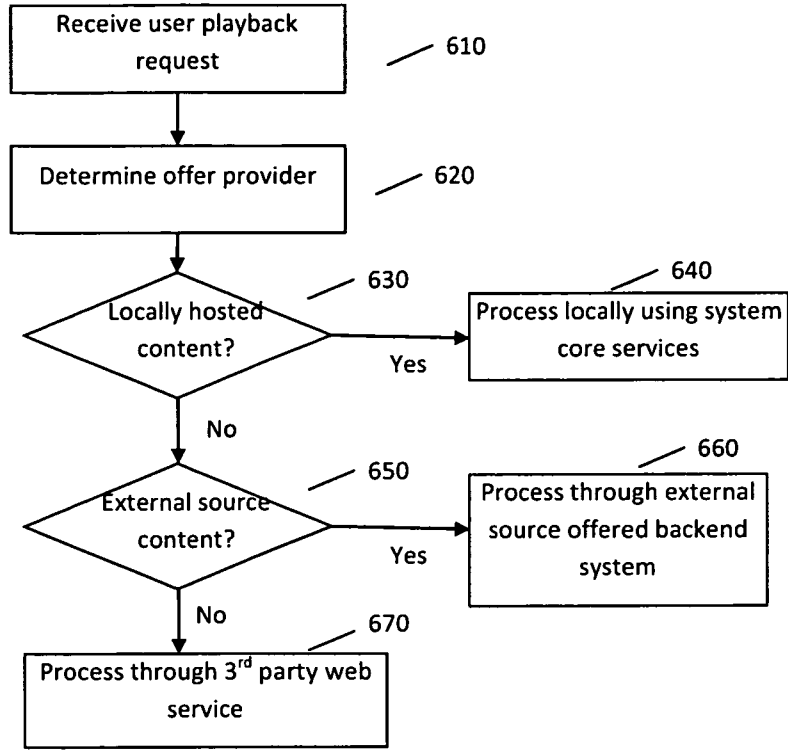 Receive user playback
request
610
Determine offer provider
620
630
Locally hosted
content?
Yes
640
Process locally using system
core services
No
650
External source
content?
Yes
660
Process through external
source offered backend
system
No
670
Process through 3rd party web
service